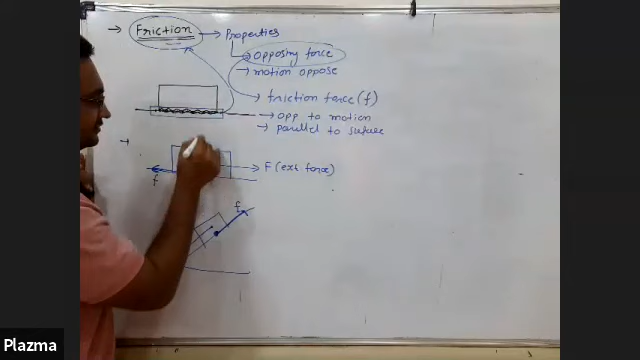 → Friction → Properties
→ opposing force
→ motion oppose
→ friction force (f)
→ opp to motion
→ parallel to surface
→ F (ext force)
f
f
Plazma